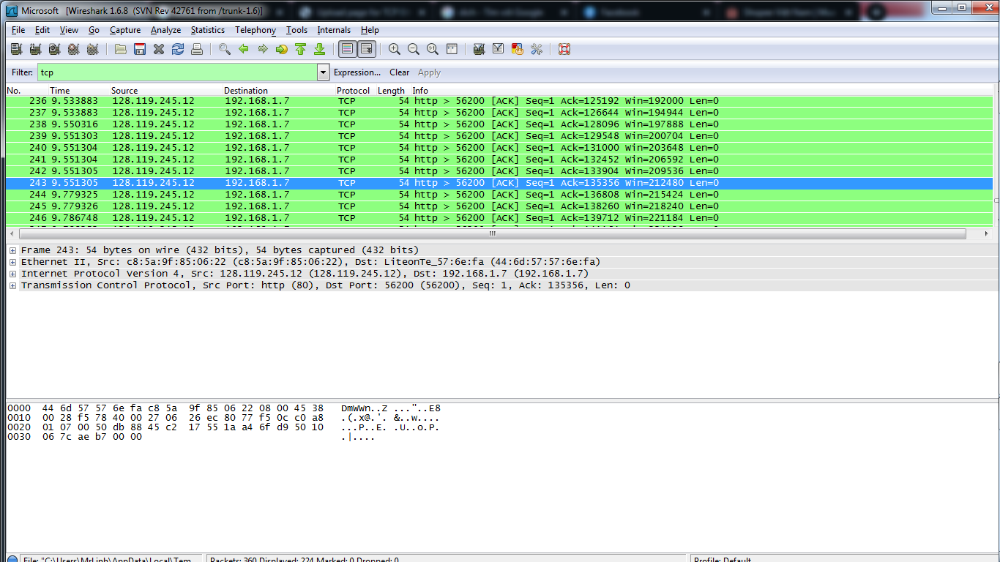 Microsoft [Wireshark 1.6.8 (SVN Rev 42761 from /trunk-1.6)]
File Edit View Go Capture Analyze Statistics Telephony Tools Internals Help
Filter: tcp Expression... Clear Apply
No. Time Source Destination Protocol Length Info
236 9.533883 128.119.245.12 192.168.1.7 TCP 54 http > 56200 [ACK] Seq=1 Ack=125192 Win=192000 Len=0
237 9.533883 128.119.245.12 192.168.1.7 TCP 54 http > 56200 [ACK] Seq=1 Ack=126644 Win=194944 Len=0
238 9.550316 128.119.245.12 192.168.1.7 TCP 54 http > 56200 [ACK] Seq=1 Ack=128096 Win=197888 Len=0
239 9.551303 128.119.245.12 192.168.1.7 TCP 54 http > 56200 [ACK] Seq=1 Ack=129548 Win=200704 Len=0
240 9.551304 128.119.245.12 192.168.1.7 TCP 54 http > 56200 [ACK] Seq=1 Ack=131000 Win=203648 Len=0
241 9.551304 128.119.245.12 192.168.1.7 TCP 54 http > 56200 [ACK] Seq=1 Ack=132452 Win=206592 Len=0
242 9.551305 128.119.245.12 192.168.1.7 TCP 54 http > 56200 [ACK] Seq=1 Ack=133904 Win=209536 Len=0
243 9.551305 128.119.245.12 192.168.1.7 TCP 54 http > 56200 [ACK] Seq=1 Ack=135356 Win=212480 Len=0
244 9.779325 128.119.245.12 192.168.1.7 TCP 54 http > 56200 [ACK] Seq=1 Ack=136808 Win=215424 Len=0
245 9.779326 128.119.245.12 192.168.1.7 TCP 54 http > 56200 [ACK] Seq=1 Ack=138260 Win=218240 Len=0
246 9.786748 128.119.245.12 192.168.1.7 TCP 54 http > 56200 [ACK] Seq=1 Ack=139712 Win=221184 Len=0
Frame 243: 54 bytes on wire (432 bits), 54 bytes captured (432 bits)
Ethernet II, Src: c8:5a:9f:85:06:22 (c8:5a:9f:85:06:22), Dst: LiteonTe_57:6e:fa (44:6d:57:57:6e:fa)
Internet Protocol Version 4, Src: 128.119.245.12 (128.119.245.12), Dst: 192.168.1.7 (192.168.1.7)
Transmission Control Protocol, Src Port: http (80), Dst Port: 56200 (56200), Seq: 1, Ack: 135356, Len: 0
0000 44 6d 57 57 6e fa c8 5a 9f 85 06 22 08 00 45 38 DmWWn..Z ..."..E8
0010 00 28 f5 78 40 00 27 06 26 ec 80 77 f5 0c c0 a8 .(.x@.'. &..w....
0020 01 07 00 50 db 88 45 c2 17 55 1a a4 6f d9 50 10 ...P..E. .U..o.P.
0030 06 7c ae b7 00 00 .|....
File: "C:\Users\MrLinh\AppData\Local\Tem... Packets: 360 Displayed: 224 Marked: 0 Dropped: 0 Profile: Default